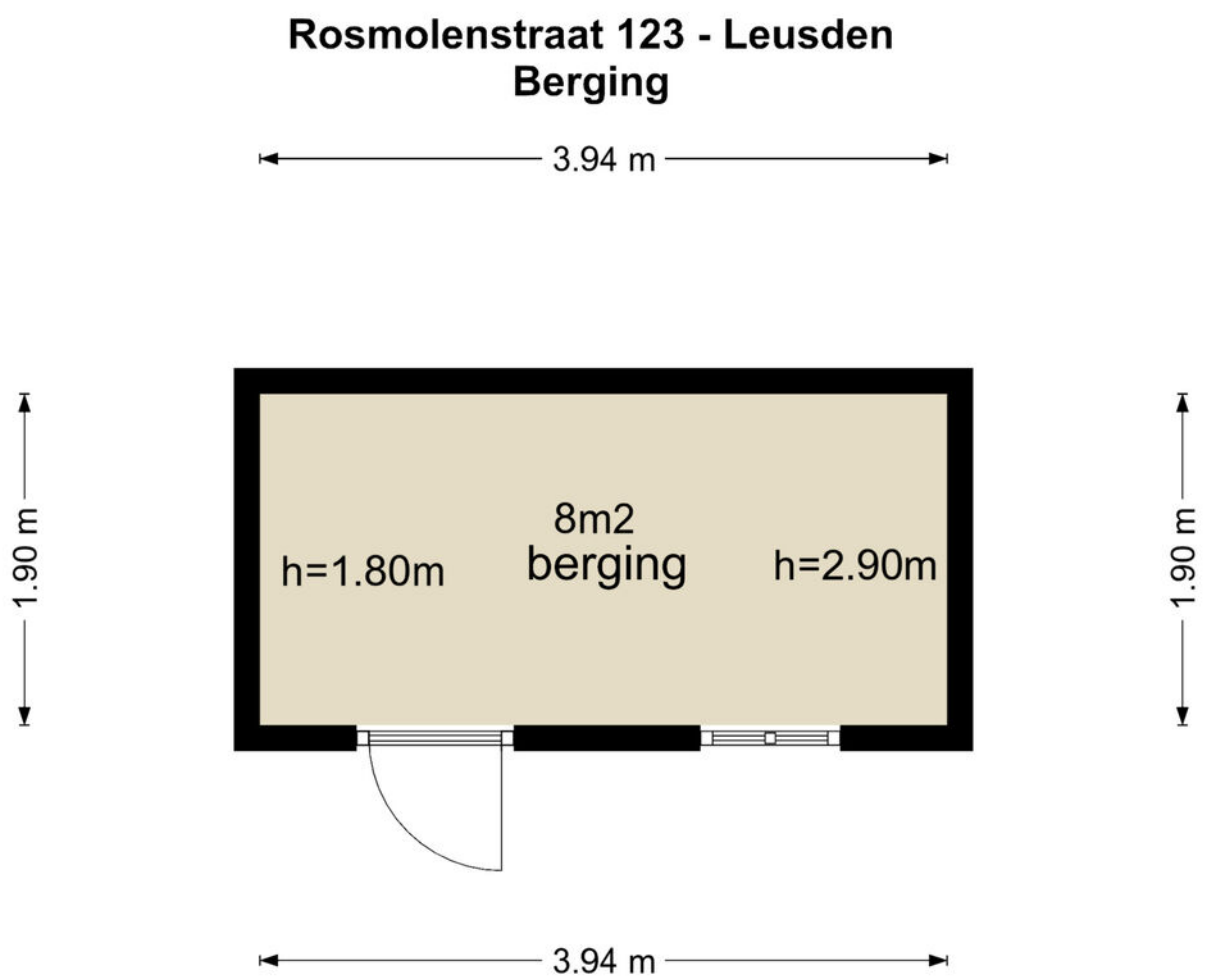 Rosmolenstraat 123 - Leusden
Berging
3.94 m
1.90 m
8m2
berging
h=1.80m
h=2.90m
1.90 m
3.94 m